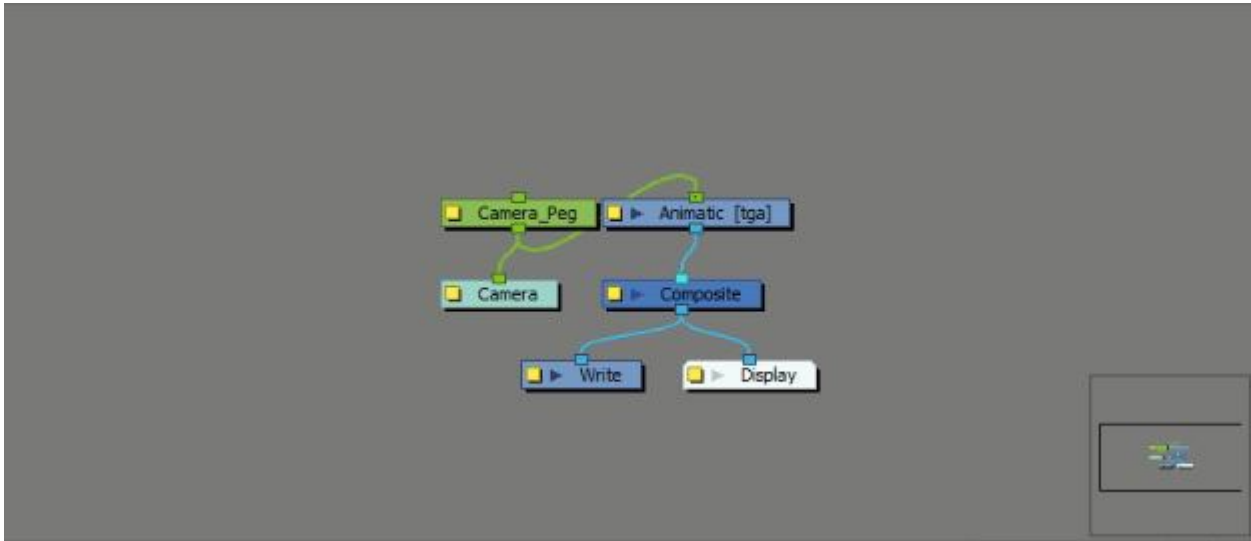 Camera_Peg
Animatic [tga]
Camera
Composite
Write
Display